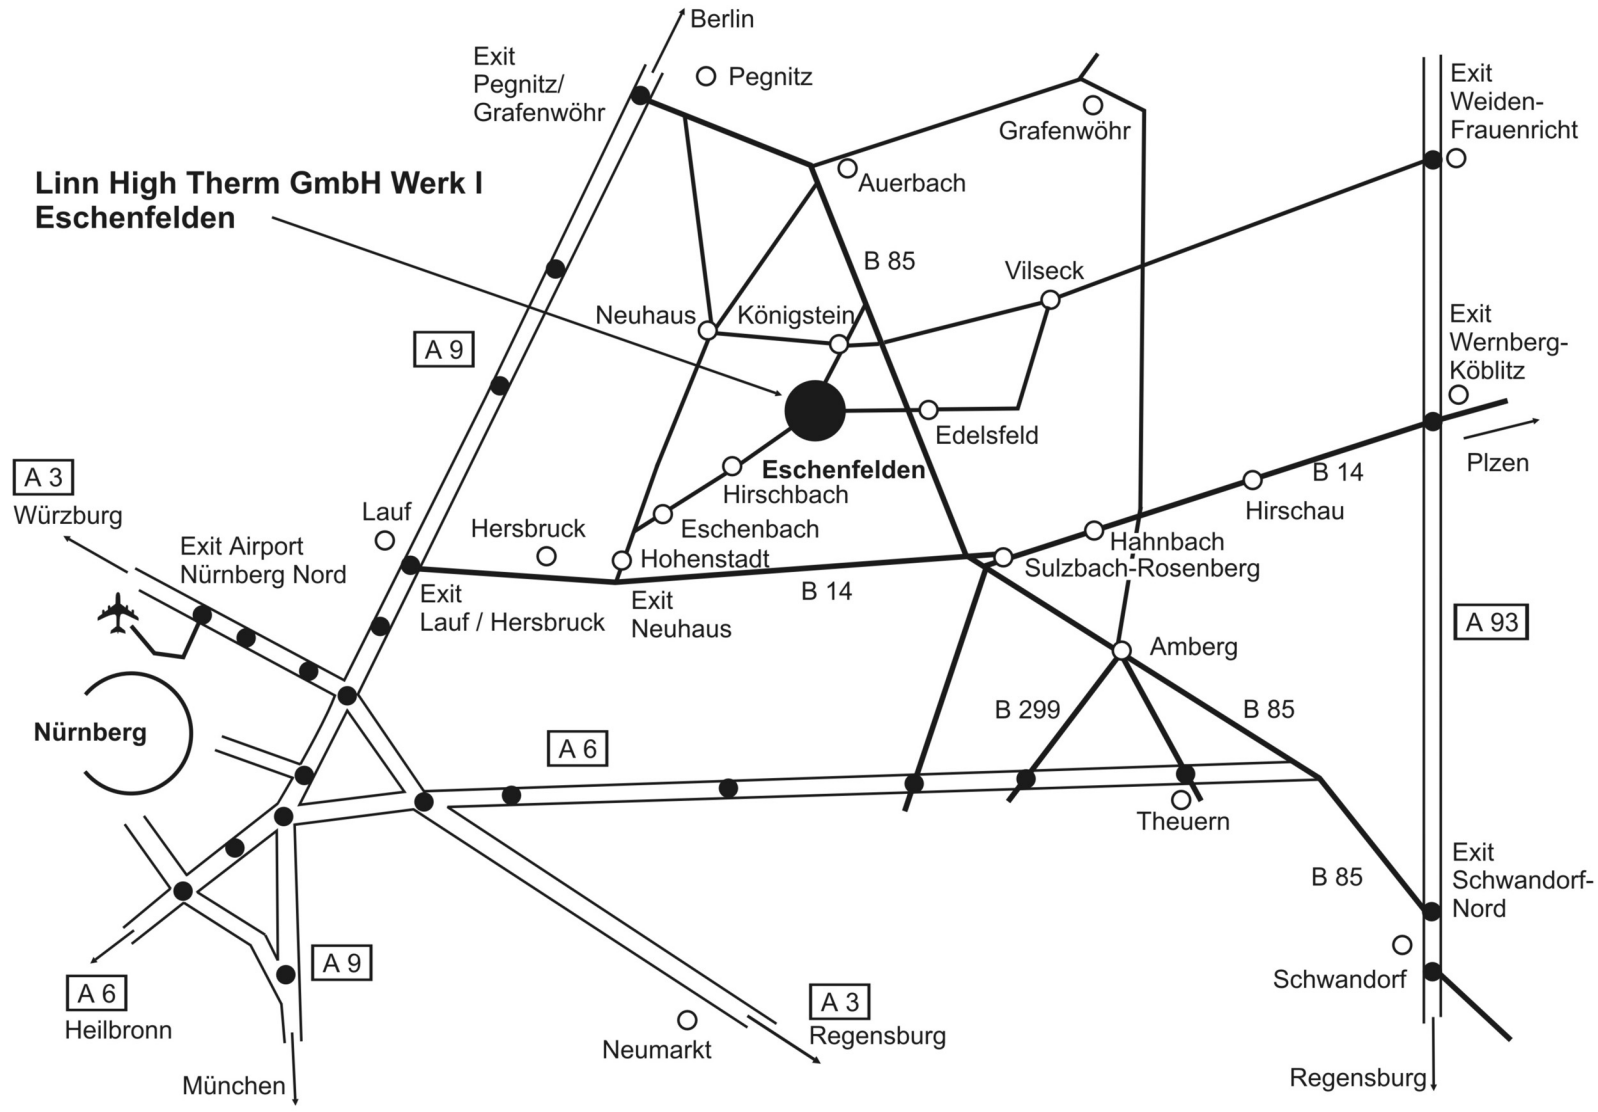 Berlin
Exit
Pegnitz/
Grafenwöhr
Pegnitz
Grafenwöhr
Exit
Weiden-
Frauenricht
Linn High Therm GmbH Werk I
Eschenfelden
Auerbach
B 85
Vilseck
Neuhaus
Königstein
A 9
Exit
Wernberg-
Köblitz
Edelsfeld
Plzen
B 14
Eschenfelden
Hirschbach
Hirschau
A 3
Würzburg
Lauf
Hersbruck
Eschenbach
Hohenstadt
Hahnbach
Sulzbach-Rosenberg
Exit Airport
Nürnberg Nord
Exit
Lauf / Hersbruck
Exit
Neuhaus
B 14
A 93
Amberg
B 299
B 85
Nürnberg
A 6
Theuern
B 85
Exit
Schwandorf-
Nord
Schwandorf
A 9
A 6
Heilbronn
A 3
Regensburg
Neumarkt
München
Regensburg